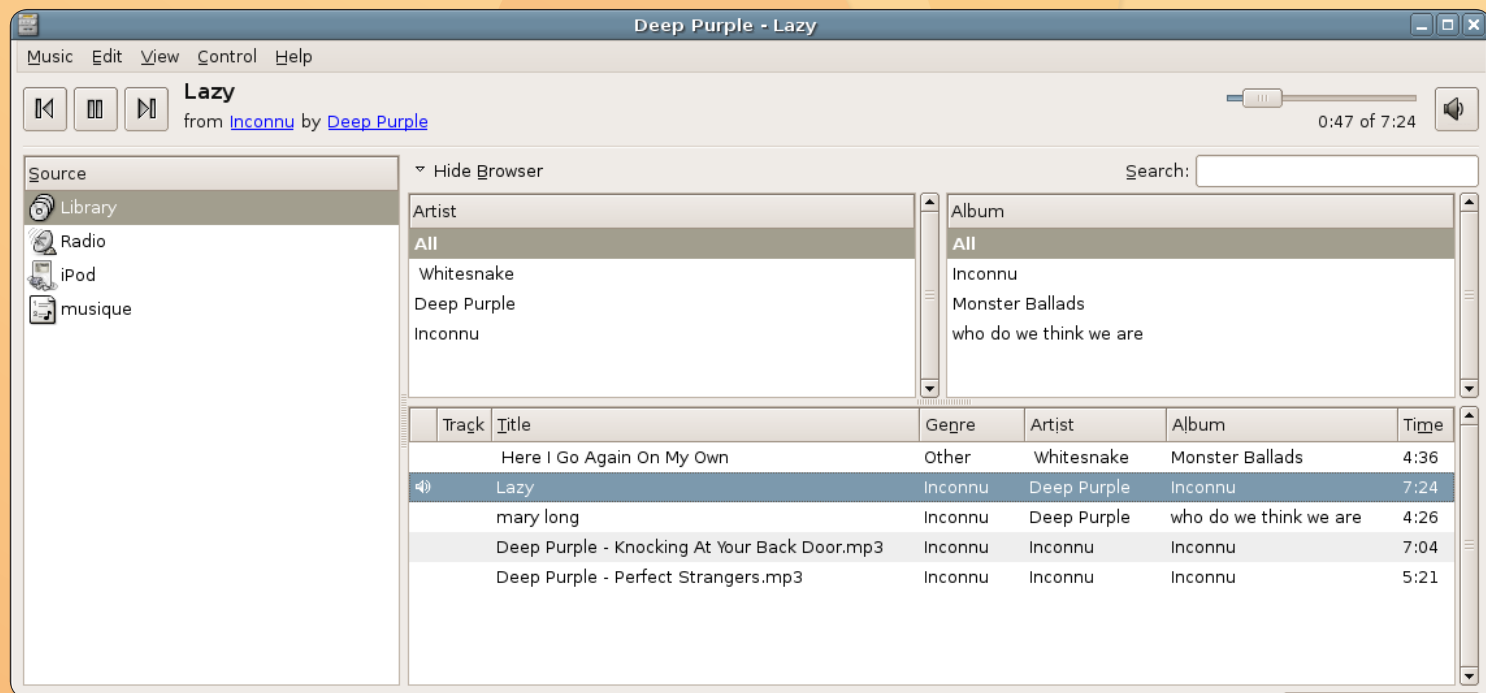 Deep Purple - Lazy
Music Edit View Control Help
Lazy
from Inconnu by Deep Purple
0:47 of 7:24
Source
Library
Radio
iPod
musique
Hide Browser
Search:
Artist
All
Whitesnake
Deep Purple
Inconnu
Album
All
Inconnu
Monster Ballads
who do we think we are
Track Title Genre Artist Album Time
Here I Go Again On My Own Other Whitesnake Monster Ballads 4:36
Lazy Inconnu Deep Purple Inconnu 7:24
mary long Inconnu Deep Purple who do we think we are 4:26
Deep Purple - Knocking At Your Back Door.mp3 Inconnu Inconnu Inconnu 7:04
Deep Purple - Perfect Strangers.mp3 Inconnu Inconnu Inconnu 5:21